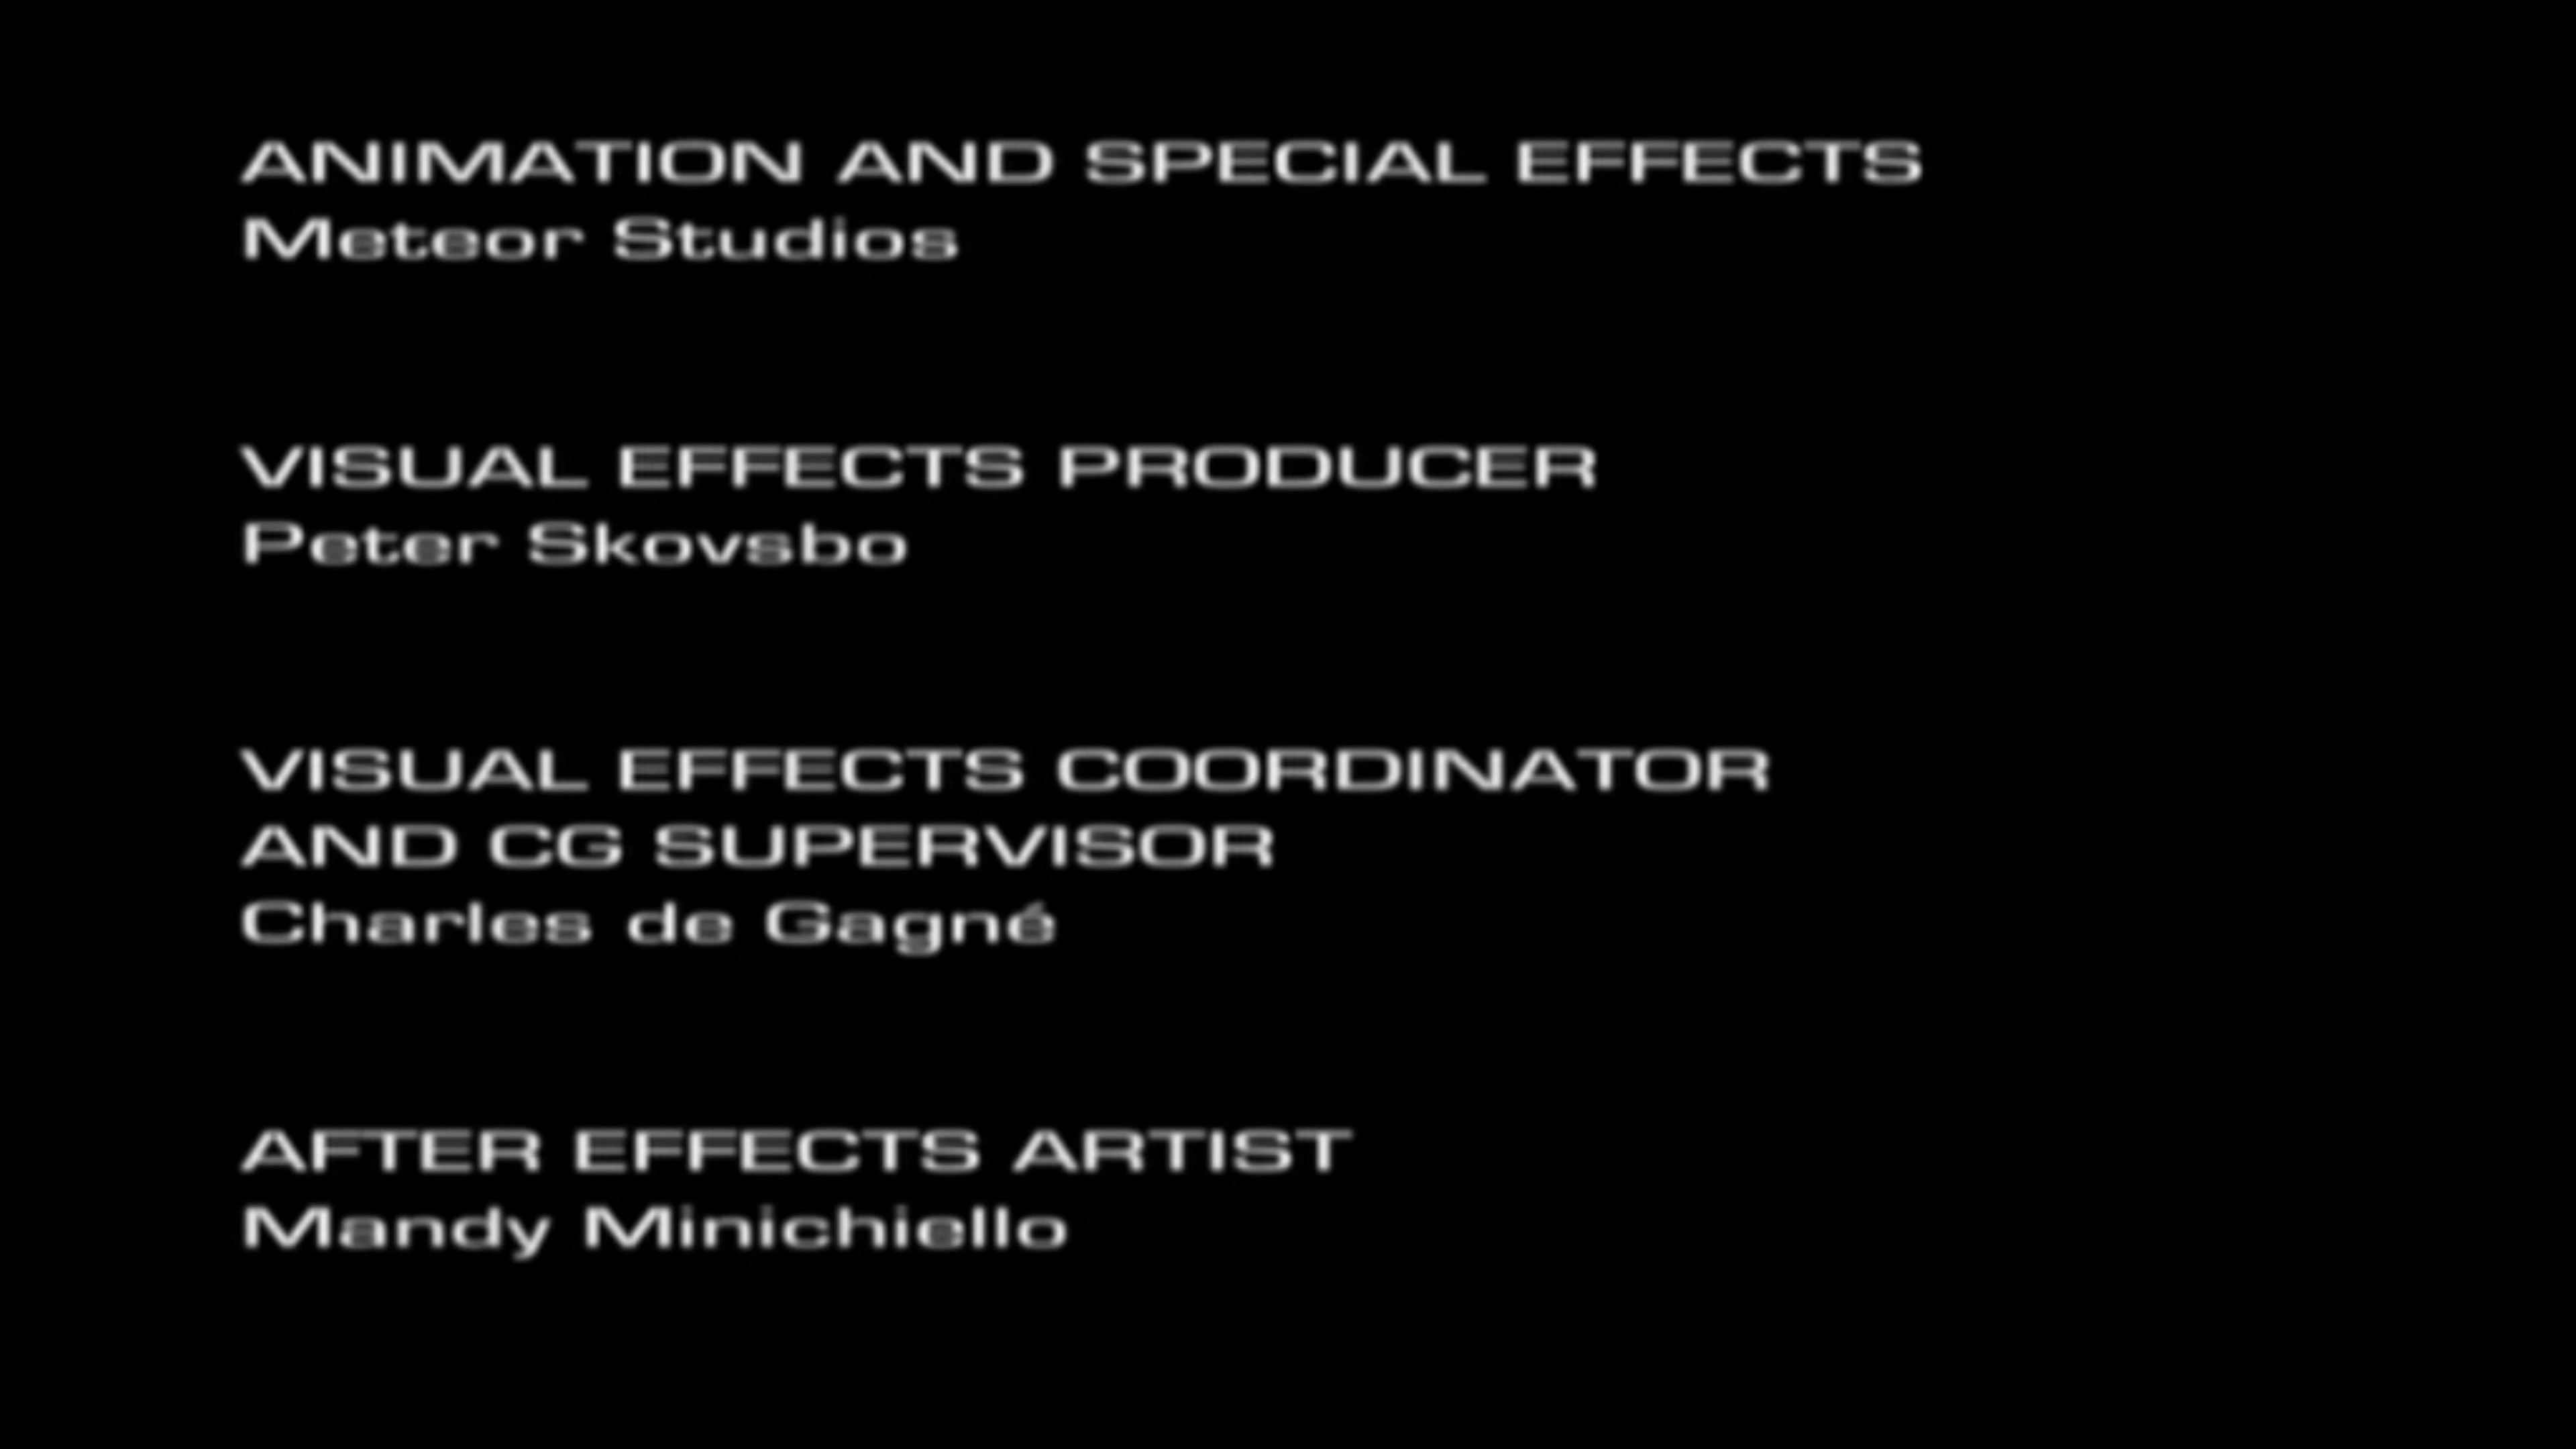 ANIMATION AND SPECIAL EFFECTS
Meteor Studios
VISUAL EFFECTS PRODUCER
Peter Skovsbo
VISUAL EFFECTS COORDINATOR
AND CG SUPERVISOR
Charles de Gagné
AFTER EFFECTS ARTIST
Mandy Minichiello